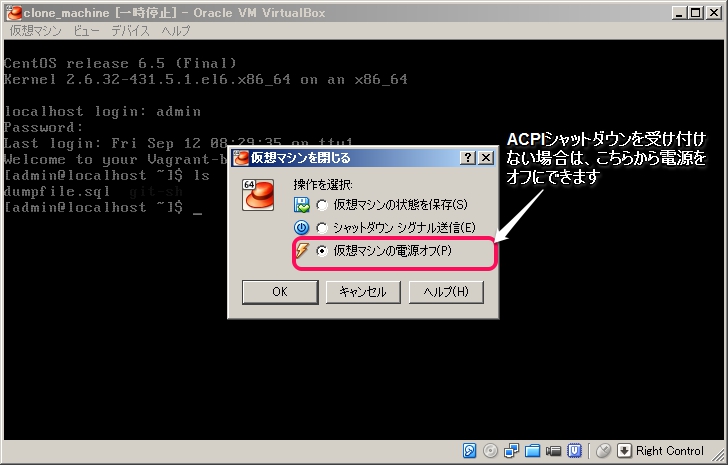 clone_machine [一時停止] - Oracle VM VirtualBox
仮想マシン ビュー デバイス ヘルプ
CentOS release 6.5 (Final)
Kernel 2.6.32-431.5.1.el6.x86_64 on an x86_64
localhost login: admin
Password:
Last login: Fri Sep 12 08:29:35 on tty1
Welcome to your Vagrant-b
[admin@localhost ~]$ ls
dumpfile.sql git-sh
[admin@localhost ~]$ _
仮想マシンを閉じる
64
操作を選択:
仮想マシンの状態を保存(S)
シャットダウン シグナル送信(E)
仮想マシンの電源オフ(P)
OK キャンセル ヘルプ(H)
ACPIシャットダウンを受け付け
ない場合は、こちらから電源を
オフにできます
Right Control